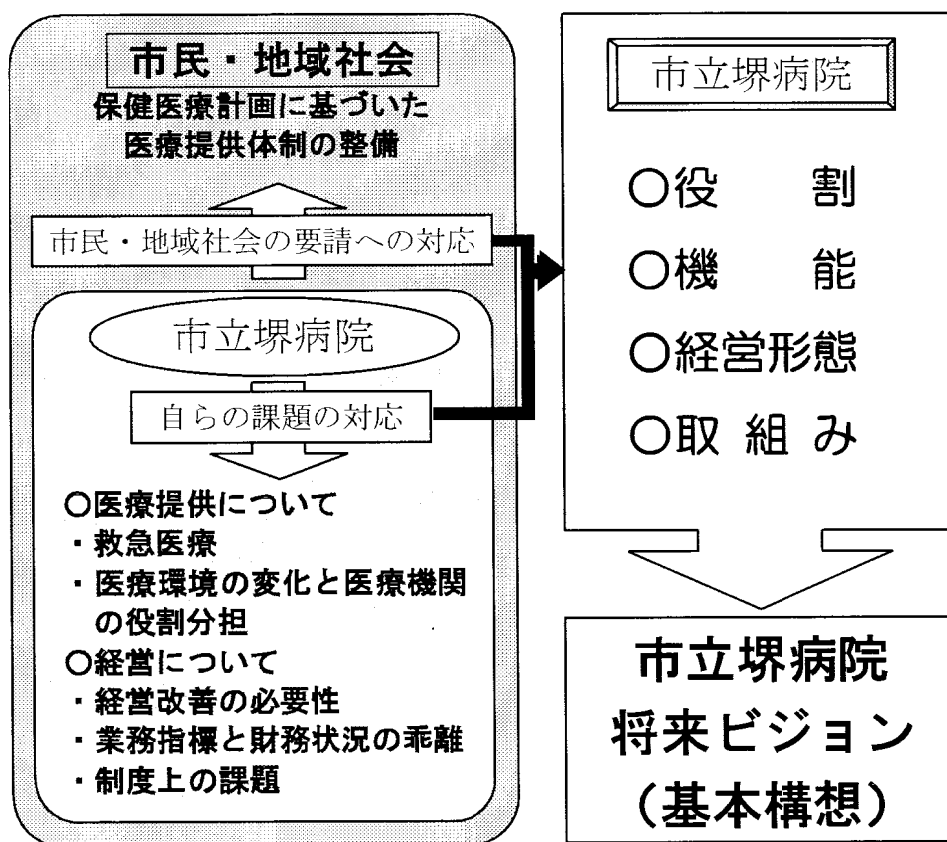 市民・地域社会
保健医療計画に基づいた
医療提供体制の整備
市民・地域社会の要請への対応
市立堺病院
自らの課題の対応
○医療提供について
・救急医療
・医療環境の変化と医療機関
の役割分担
○経営について
・経営改善の必要性
・業務指標と財務状況の乖離
・制度上の課題
市立堺病院
○役　　割
○機　　能
○経営形態
○取 組 み
市立堺病院
将来ビジョン
（基本構想）